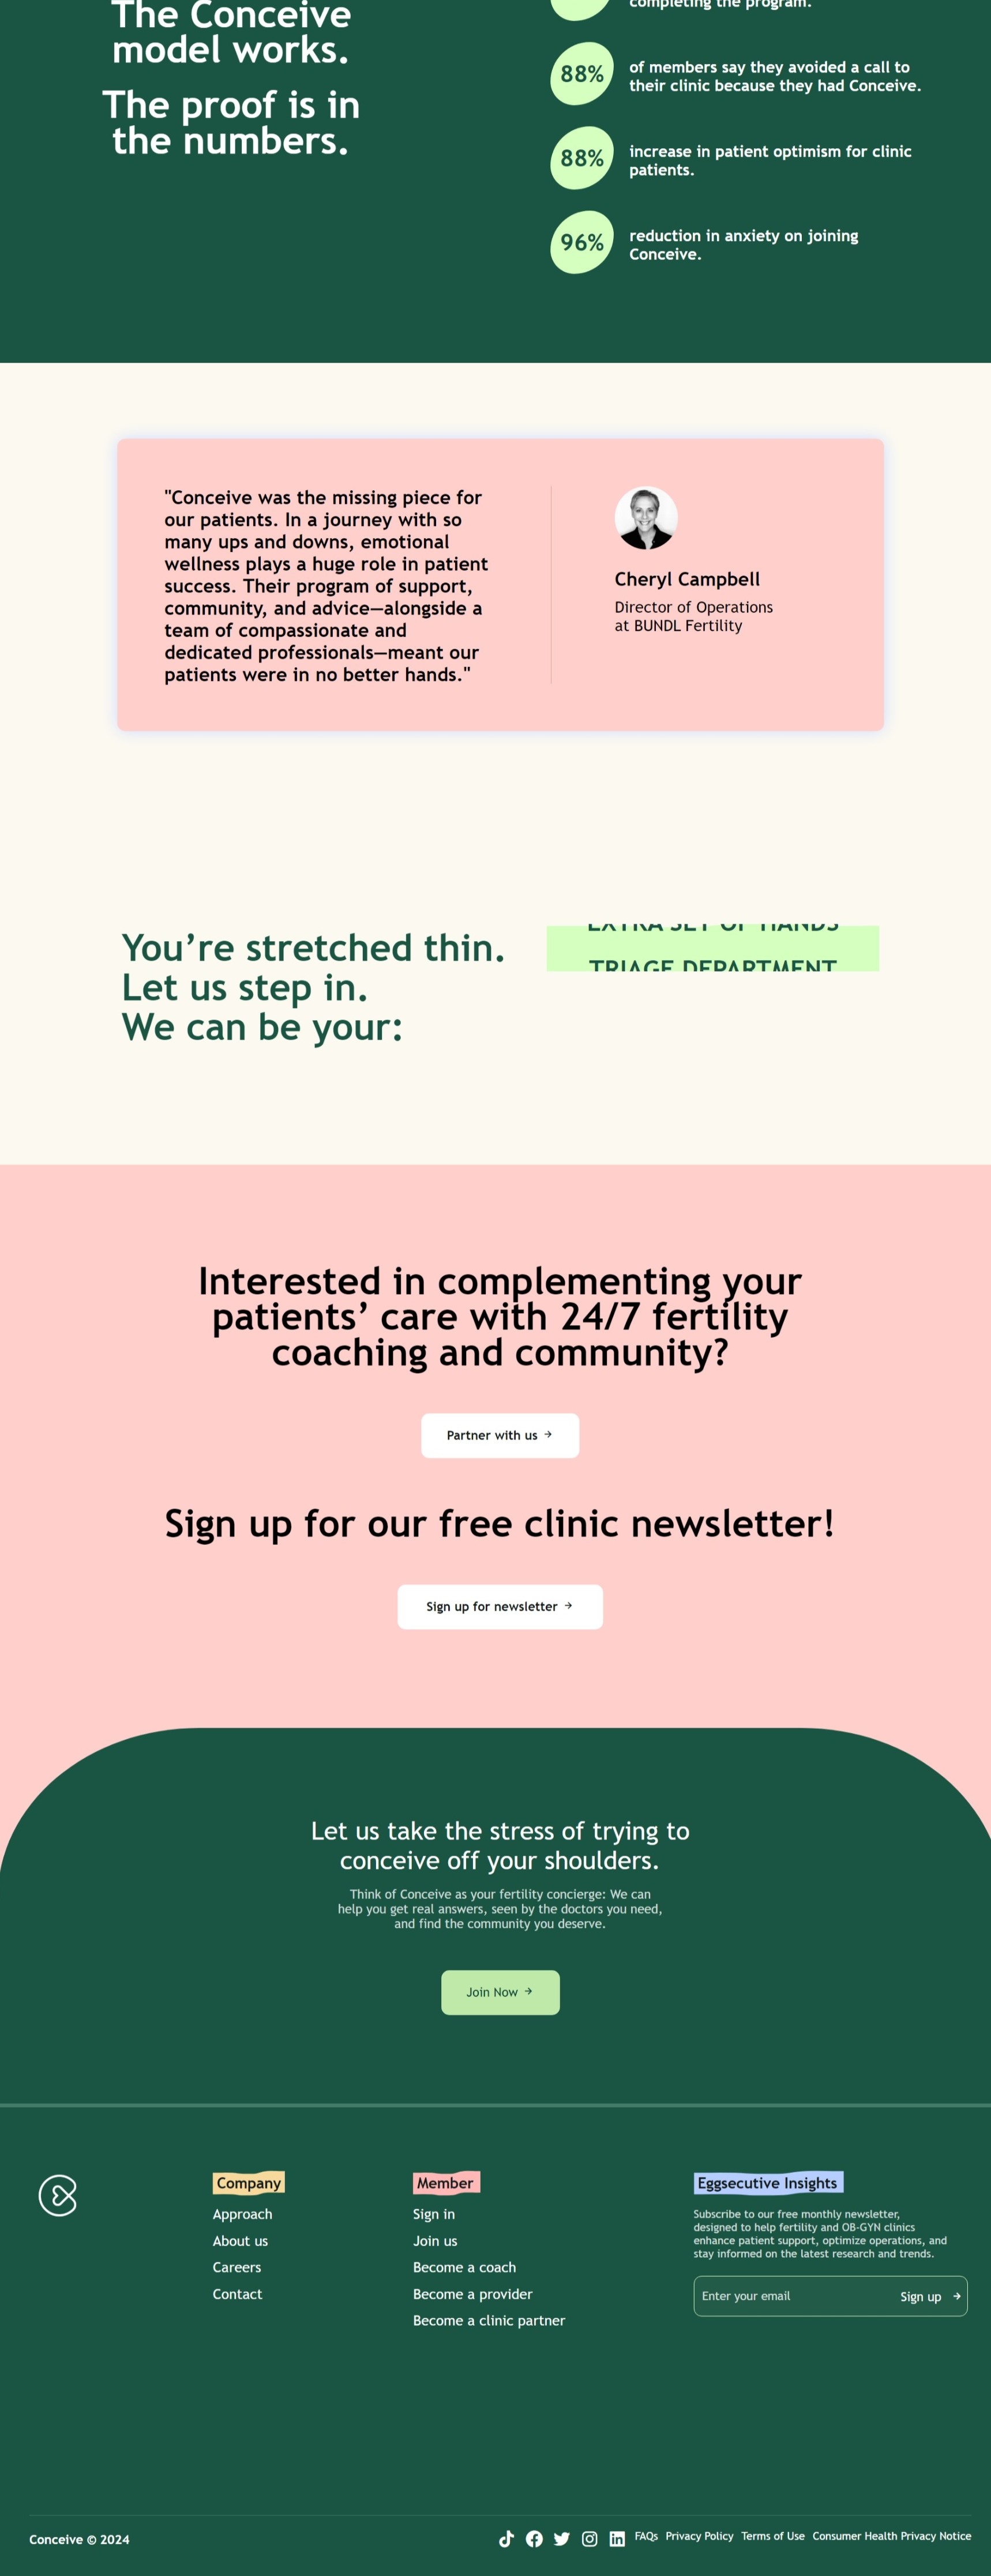 The Conceive
model works.
The proof is in
the numbers.
completing the program.
88%
of members say they avoided a call to
their clinic because they had Conceive.
88%
increase in patient optimism for clinic
patients.
96%
reduction in anxiety on joining
Conceive.
"Conceive was the missing piece for
our patients. In a journey with so
many ups and downs, emotional
wellness plays a huge role in patient
success. Their program of support,
community, and advice—alongside a
team of compassionate and
dedicated professionals—meant our
patients were in no better hands."
Cheryl Campbell
Director of Operations
at BUNDL Fertility
You’re stretched thin.
Let us step in.
We can be your:
EXTRA SET OF HANDS
TRIAGE DEPARTMENT
Interested in complementing your
patients’ care with 24/7 fertility
coaching and community?
Partner with us →
Sign up for our free clinic newsletter!
Sign up for newsletter →
Let us take the stress of trying to
conceive off your shoulders.
Think of Conceive as your fertility concierge: We can
help you get real answers, seen by the doctors you need,
and find the community you deserve.
Join Now →
Company
Approach
About us
Careers
Contact
Member
Sign in
Join us
Become a coach
Become a provider
Become a clinic partner
Eggsecutive Insights
Subscribe to our free monthly newsletter,
designed to help fertility and OB-GYN clinics
enhance patient support, optimize operations, and
stay informed on the latest research and trends.
Enter your email
Sign up →
Conceive © 2024
FAQs Privacy Policy Terms of Use Consumer Health Privacy Notice